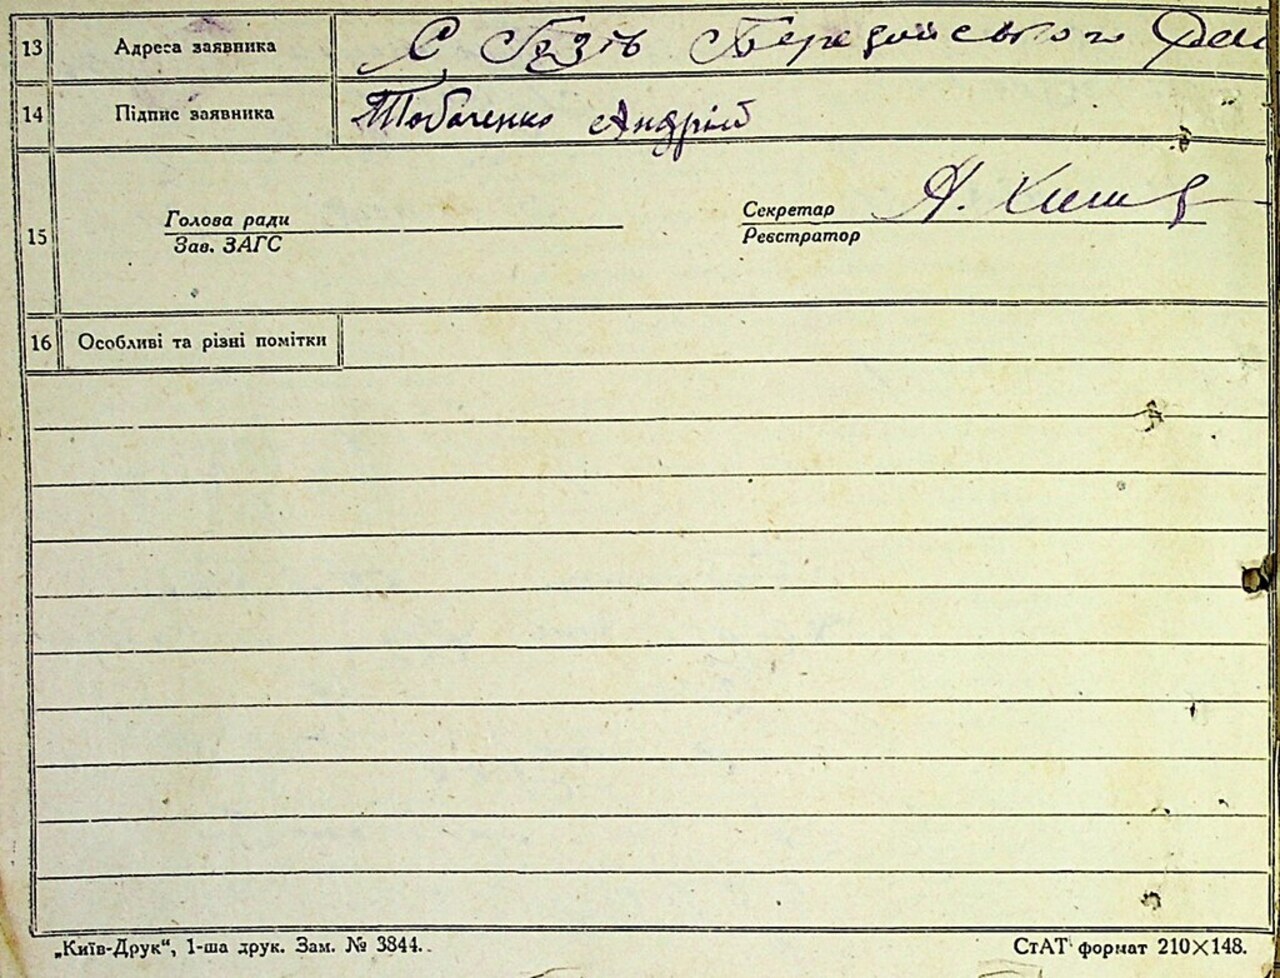 13 Адреса заявника С.
14 Підпис заявника Тобаченко Андрій
15 Голова ради
Зав. ЗАГС
Секретар
Реєстратор
16 Особливі та різні помітки
„Київ-Друк“, 1-ша друк. Зам. № 3844.
СтАТ формат 210×148.